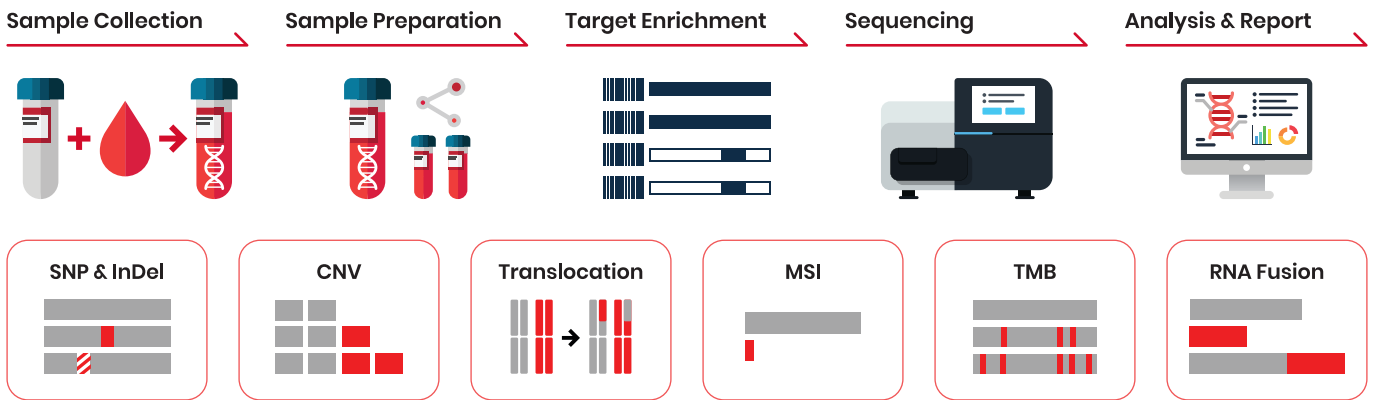 Sample Collection
Sample Preparation
Target Enrichment
Sequencing
Analysis & Report
SNP & InDel
CNV
Translocation
MSI
TMB
RNA Fusion